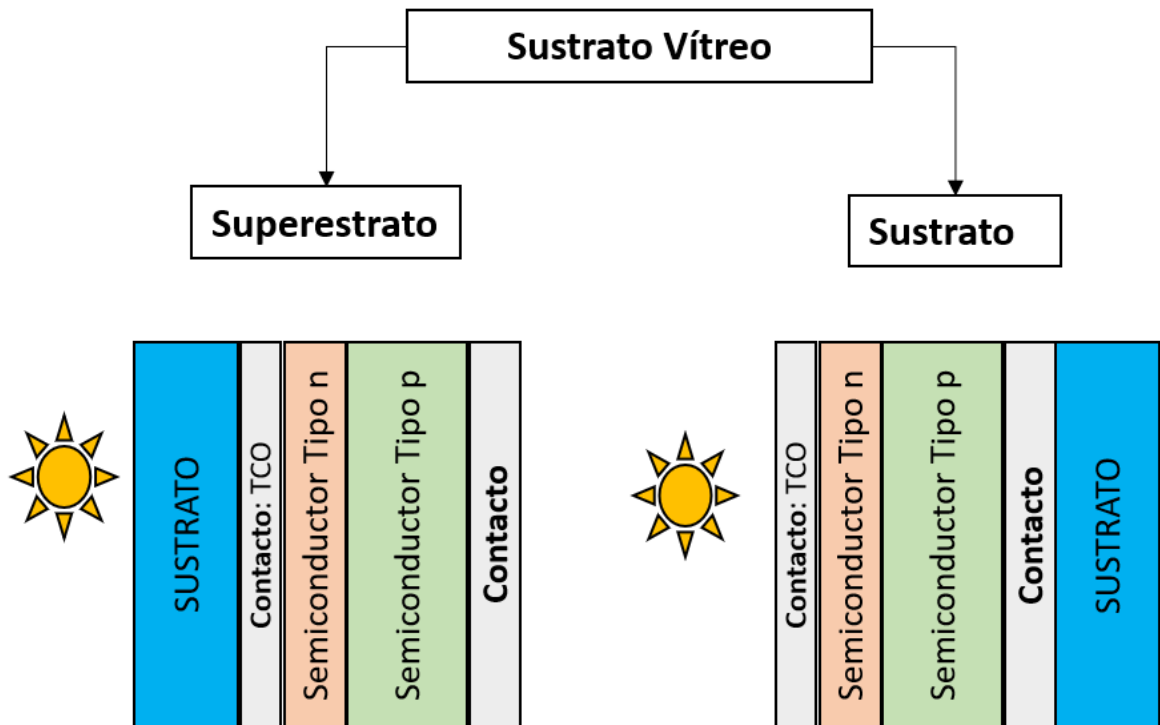 Sustrato Vítreo
Superestrato
Sustrato
SUSTRATO
Contacto: TCO
Semiconductor Tipo n
Semiconductor Tipo p
Contacto
Contacto: TCO
Semiconductor Tipo n
Semiconductor Tipo p
Contacto
SUSTRATO